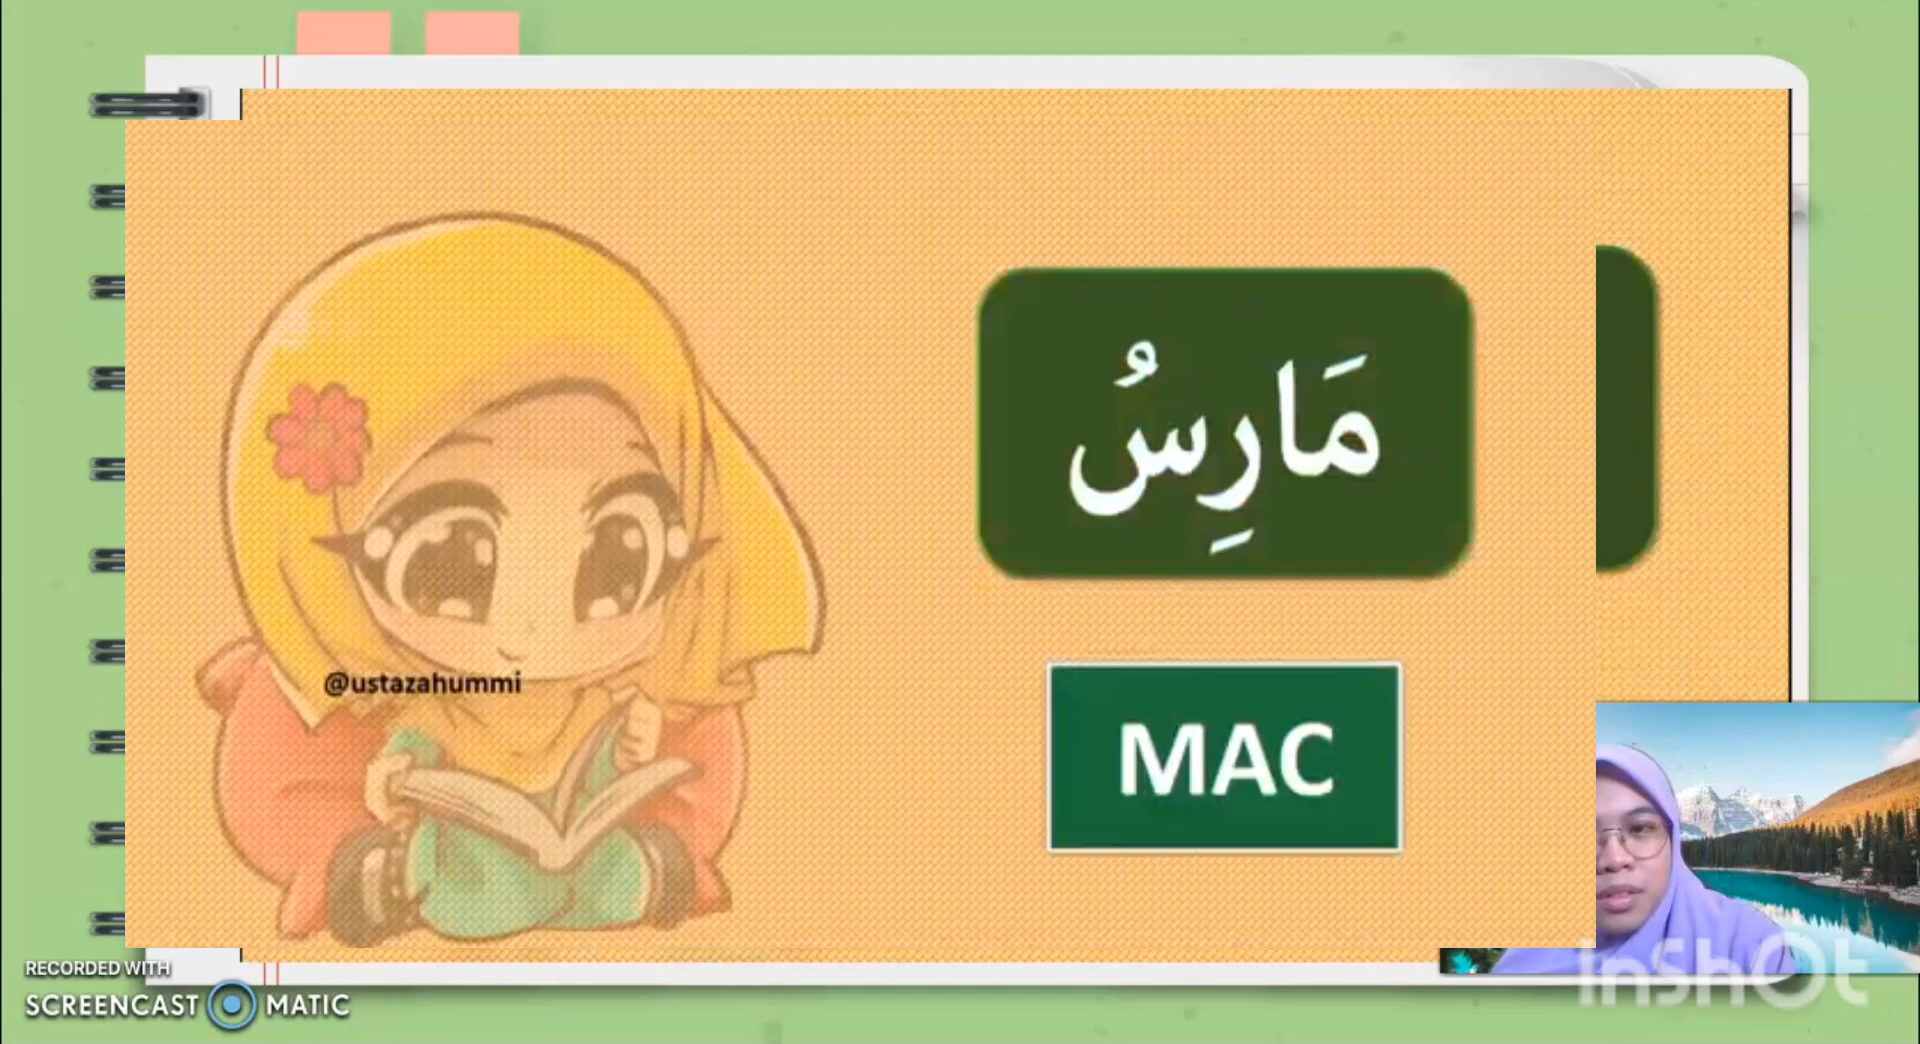 مَارِسُ
MAC
@ustazahummi
RECORDED WITH
SCREENCAST MATIC
InShOt